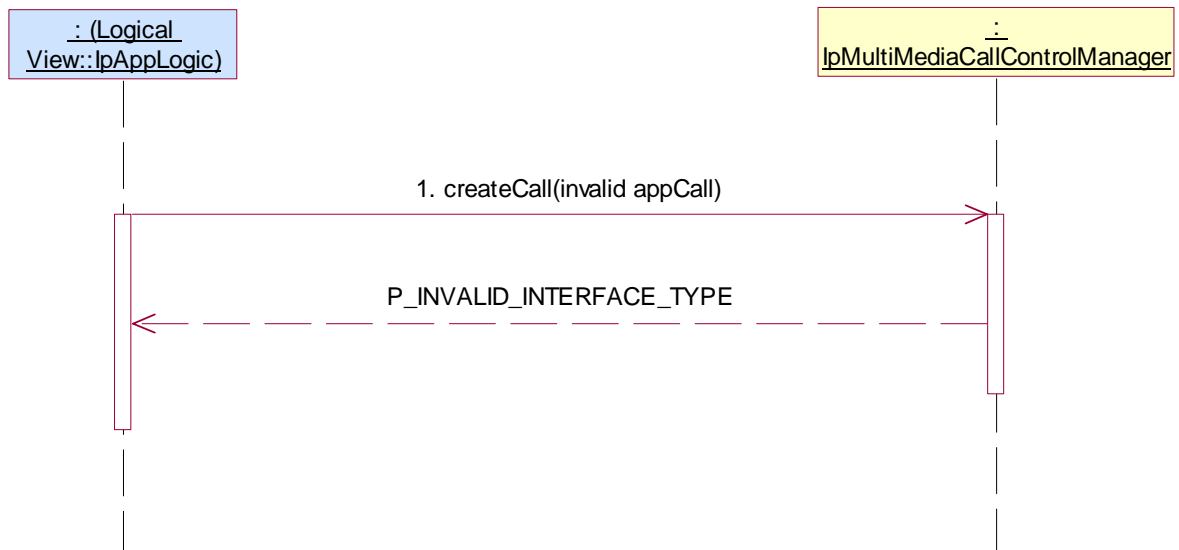 : (Logical
View::IpAppLogic)
:
IpMultiMediaCallControlManager
1. createCall(invalid appCall)
P_INVALID_INTERFACE_TYPE